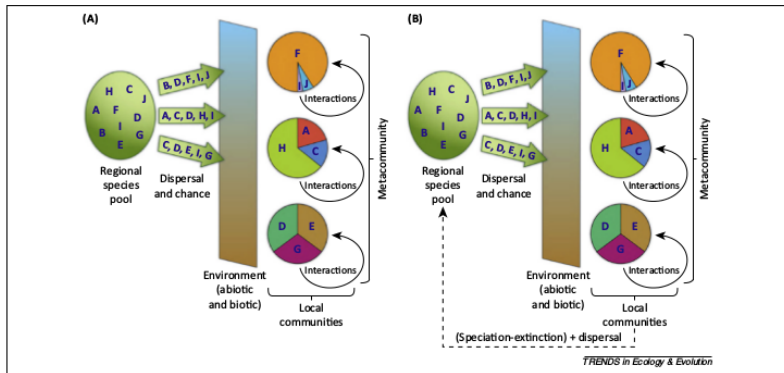 (A)
H C J
A F D
I
B G
E
Regional
species
pool
B, D, F, I, J
A, C, D, H, I
C, D, E, I, G
Dispersal
and chance
Environment
(abiotic
and biotic)
F
I J
Interactions
A
H
C
Interactions
D E
G
Interactions
Local
communities
Metacommunity
(B)
H C J
A F D
I
B G
E
Regional
species
pool
B, D, F, I, J
A, C, D, H, I
C, D, E, I, G
Dispersal
and chance
Environment
(abiotic
and biotic)
F
I J
Interactions
A
H
C
Interactions
D E
G
Interactions
Local
communities
Metacommunity
(Speciation-extinction) + dispersal
TRENDS in Ecology & Evolution